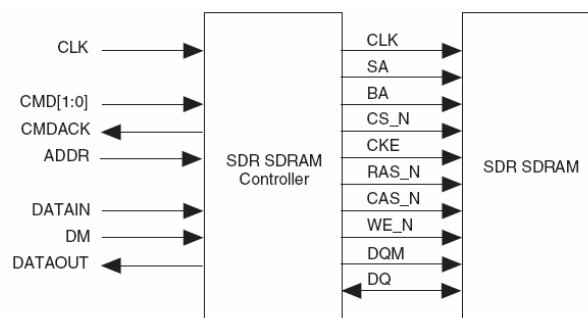 CLK
CMD[1:0]
CMDACK
ADDR
DATAIN
DM
DATAOUT
SDR SDRAM
Controller
CLK
SA
BA
CS_N
CKE
RAS_N
CAS_N
WE_N
DQM
DQ
SDR SDRAM